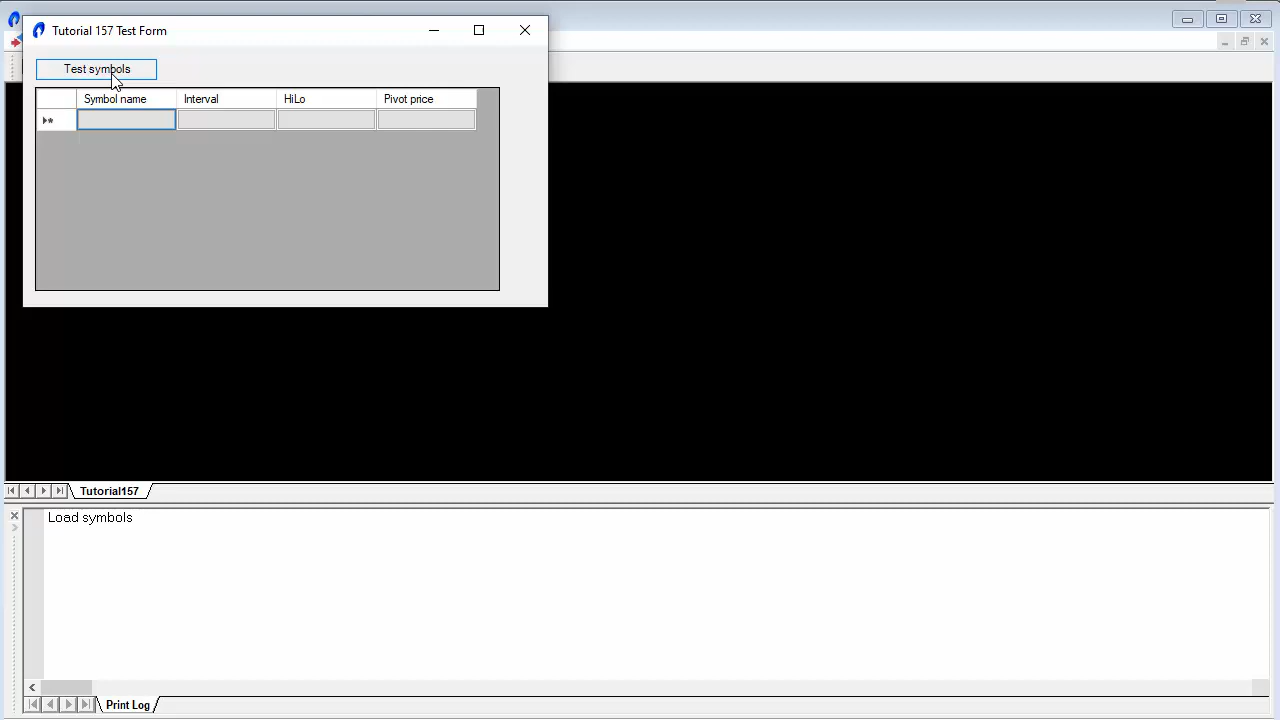 Tutorial 157 Test Form
Test symbols
Symbol name Interval HiLo Pivot price
Tutorial157
Load symbols
Print Log